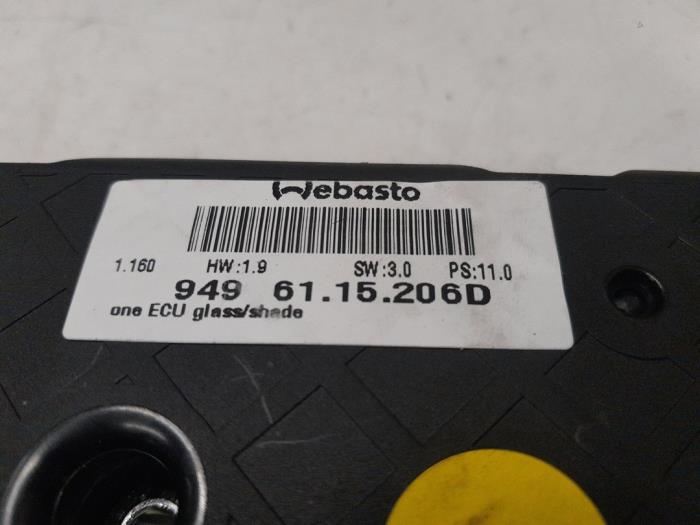 Webasto
1.160 HW:1.9 SW:3.0 PS:11.0
949 61.15.206D
one ECU glass/shade